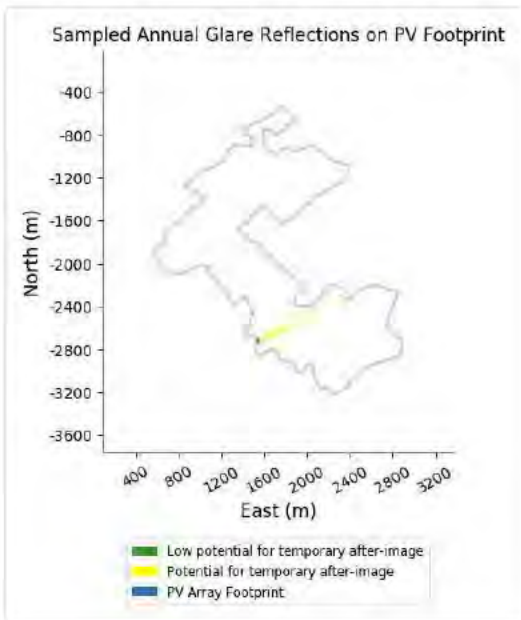 Sampled Annual Glare Reflections on PV Footprint
North (m)
-400
-800
-1200
-1600
-2000
-2400
-2800
-3200
-3600
400
800
1200
1600
2000
2400
2800
3200
East (m)
Low potential for temporary after-image
Potential for temporary after-image
PV Array Footprint